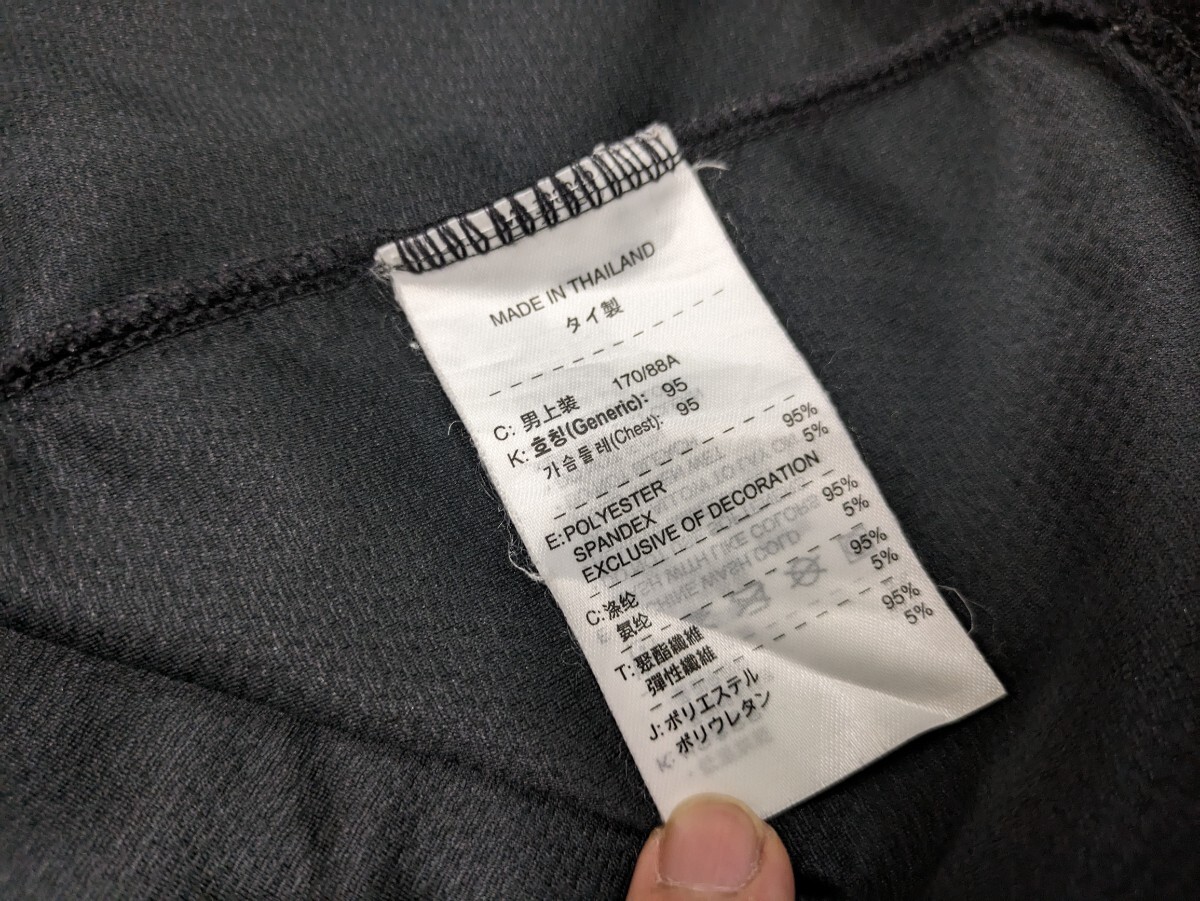 MADE IN THAILAND
タイ製
C: 男上装 170/88A
K: 호칭(Generic): 95
가슴둘레(Chest): 95
E:POLYESTER 95%
SPANDEX 5%
EXCLUSIVE OF DECORATION
C:涤纶 95%
氨纶 5%
T:聚酯纖維 95%
彈性纖維 5%
J:ポリエステル 95%
ポリウレタン 5%
K: